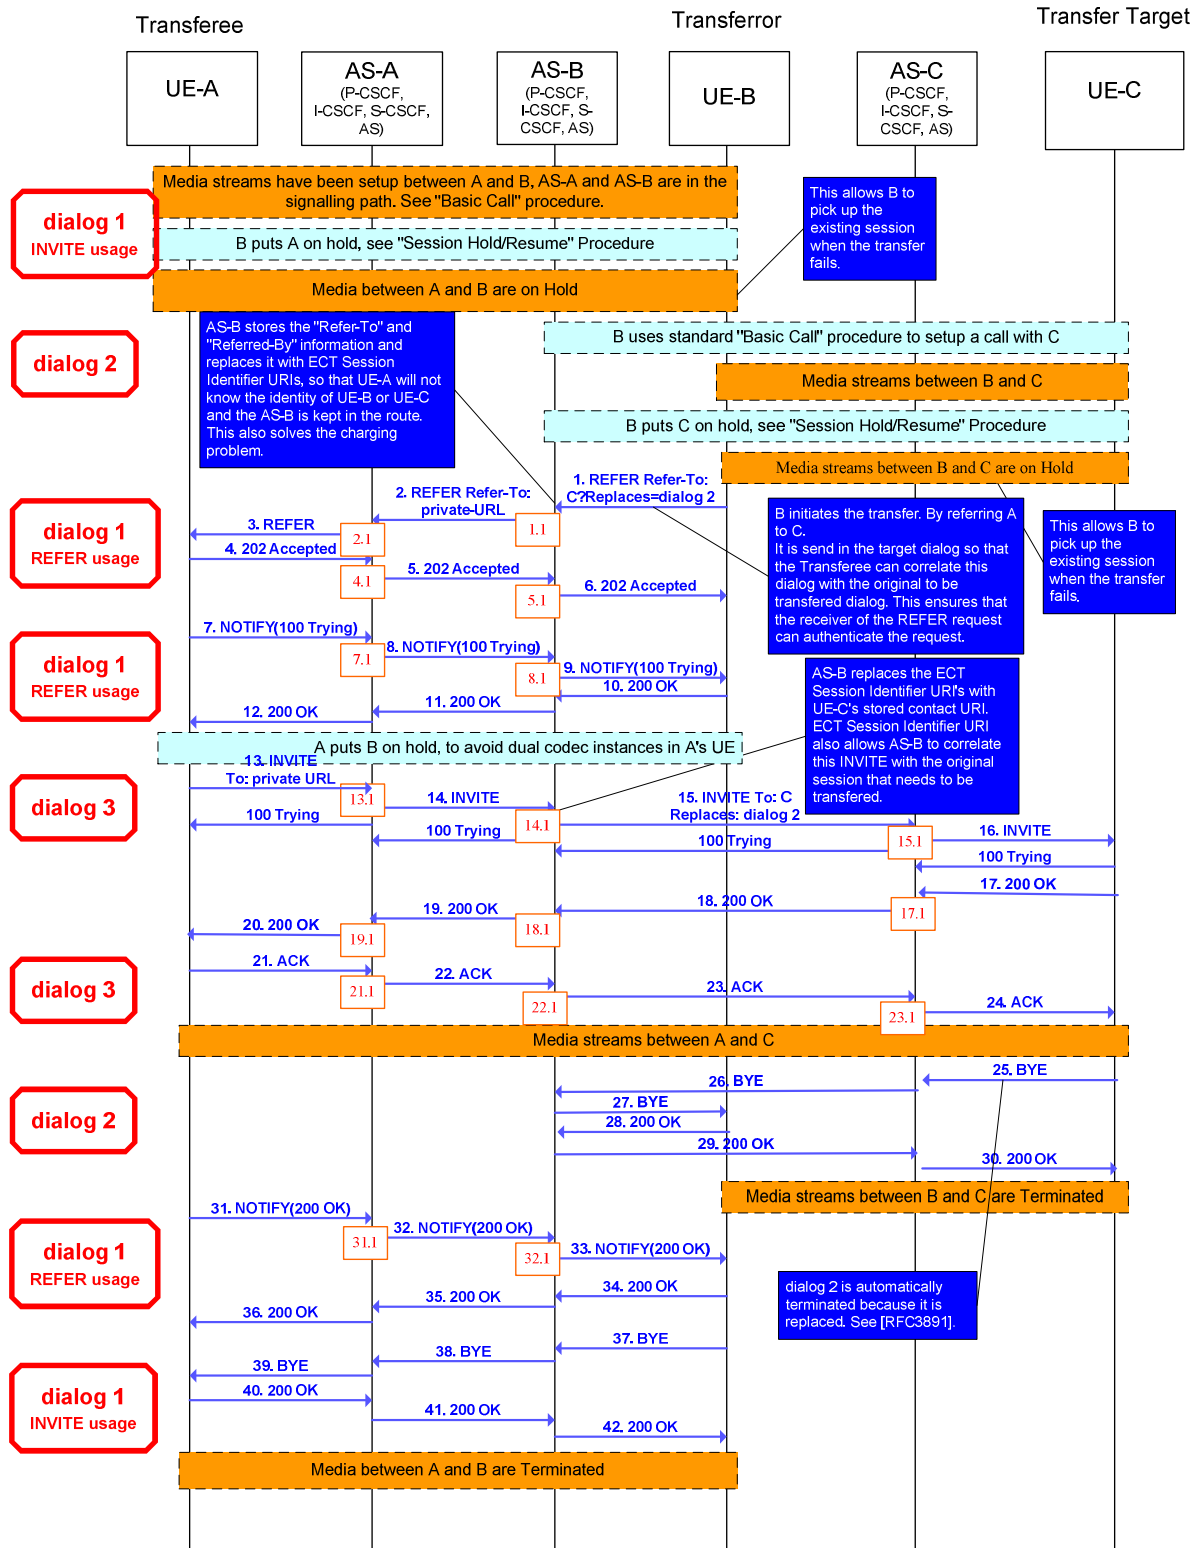 Transferee
Transferror
Transfer Target
UE-A
AS-A
(P-CSCF,
I-CSCF, S-CSCF,
AS)
AS-B
(P-CSCF,
I-CSCF, S-
CSCF, AS)
UE-B
AS-C
(P-CSCF,
I-CSCF, S-
CSCF, AS)
UE-C
Media streams have been setup between A and B, AS-A and AS-B are in the
signalling path. See "Basic Call" procedure.
This allows B to
pick up the
existing session
when the transfer
fails.
dialog 1
INVITE usage
B puts A on hold, see "Session Hold/Resume" Procedure
Media between A and B are on Hold
AS-B stores the "Refer-To" and
"Referred-By" information and
replaces it with ECT Session
Identifier URIs, so that UE-A will not
know the identity of UE-B or UE-C
and the AS-B is kept in the route.
This also solves the charging
problem.
dialog 2
B uses standard "Basic Call" procedure to setup a call with C
Media streams between B and C
B puts C on hold, see "Session Hold/Resume" Procedure
Media streams between B and C are on Hold
1. REFER Refer-To:
C?Replaces=dialog 2
2. REFER Refer-To:
private-URL
1.1
3. REFER
2.1
dialog 1
REFER usage
4. 202 Accepted
4.1
5. 202 Accepted
5.1
6. 202 Accepted
B initiates the transfer. By referring A
to C.
It is send in the target dialog so that
the Transferee can correlate this
dialog with the original to be
transfered dialog. This ensures that
the receiver of the REFER request
can authenticate the request.
This allows B to
pick up the
existing session
when the transfer
fails.
7. NOTIFY(100 Trying)
7.1
8. NOTIFY(100 Trying)
8.1
9. NOTIFY(100 Trying)
dialog 1
REFER usage
10. 200 OK
11. 200 OK
12. 200 OK
AS-B replaces the ECT
Session Identifier URI's with
UE-C's stored contact URI.
ECT Session Identifier URI
also allows AS-B to correlate
this INVITE with the original
session that needs to be
transfered.
A puts B on hold, to avoid dual codec instances in A's UE
13. INVITE
To: private URL
13.1
dialog 3
14. INVITE
14.1
15. INVITE To: C
Replaces: dialog 2
15.1
16. INVITE
100 Trying
100 Trying
100 Trying
100 Trying
17. 200 OK
17.1
18. 200 OK
18.1
19. 200 OK
19.1
20. 200 OK
dialog 3
21. ACK
21.1
22. ACK
22.1
23. ACK
23.1
24. ACK
Media streams between A and C
dialog 2
25. BYE
26. BYE
27. BYE
28. 200 OK
29. 200 OK
30. 200 OK
Media streams between B and C are Terminated
31. NOTIFY(200 OK)
31.1
32. NOTIFY(200 OK)
32.1
33. NOTIFY(200 OK)
dialog 1
REFER usage
34. 200 OK
35. 200 OK
36. 200 OK
dialog 2 is automatically
terminated because it is
replaced. See [RFC3891].
37. BYE
38. BYE
39. BYE
dialog 1
INVITE usage
40. 200 OK
41. 200 OK
42. 200 OK
Media between A and B are Terminated